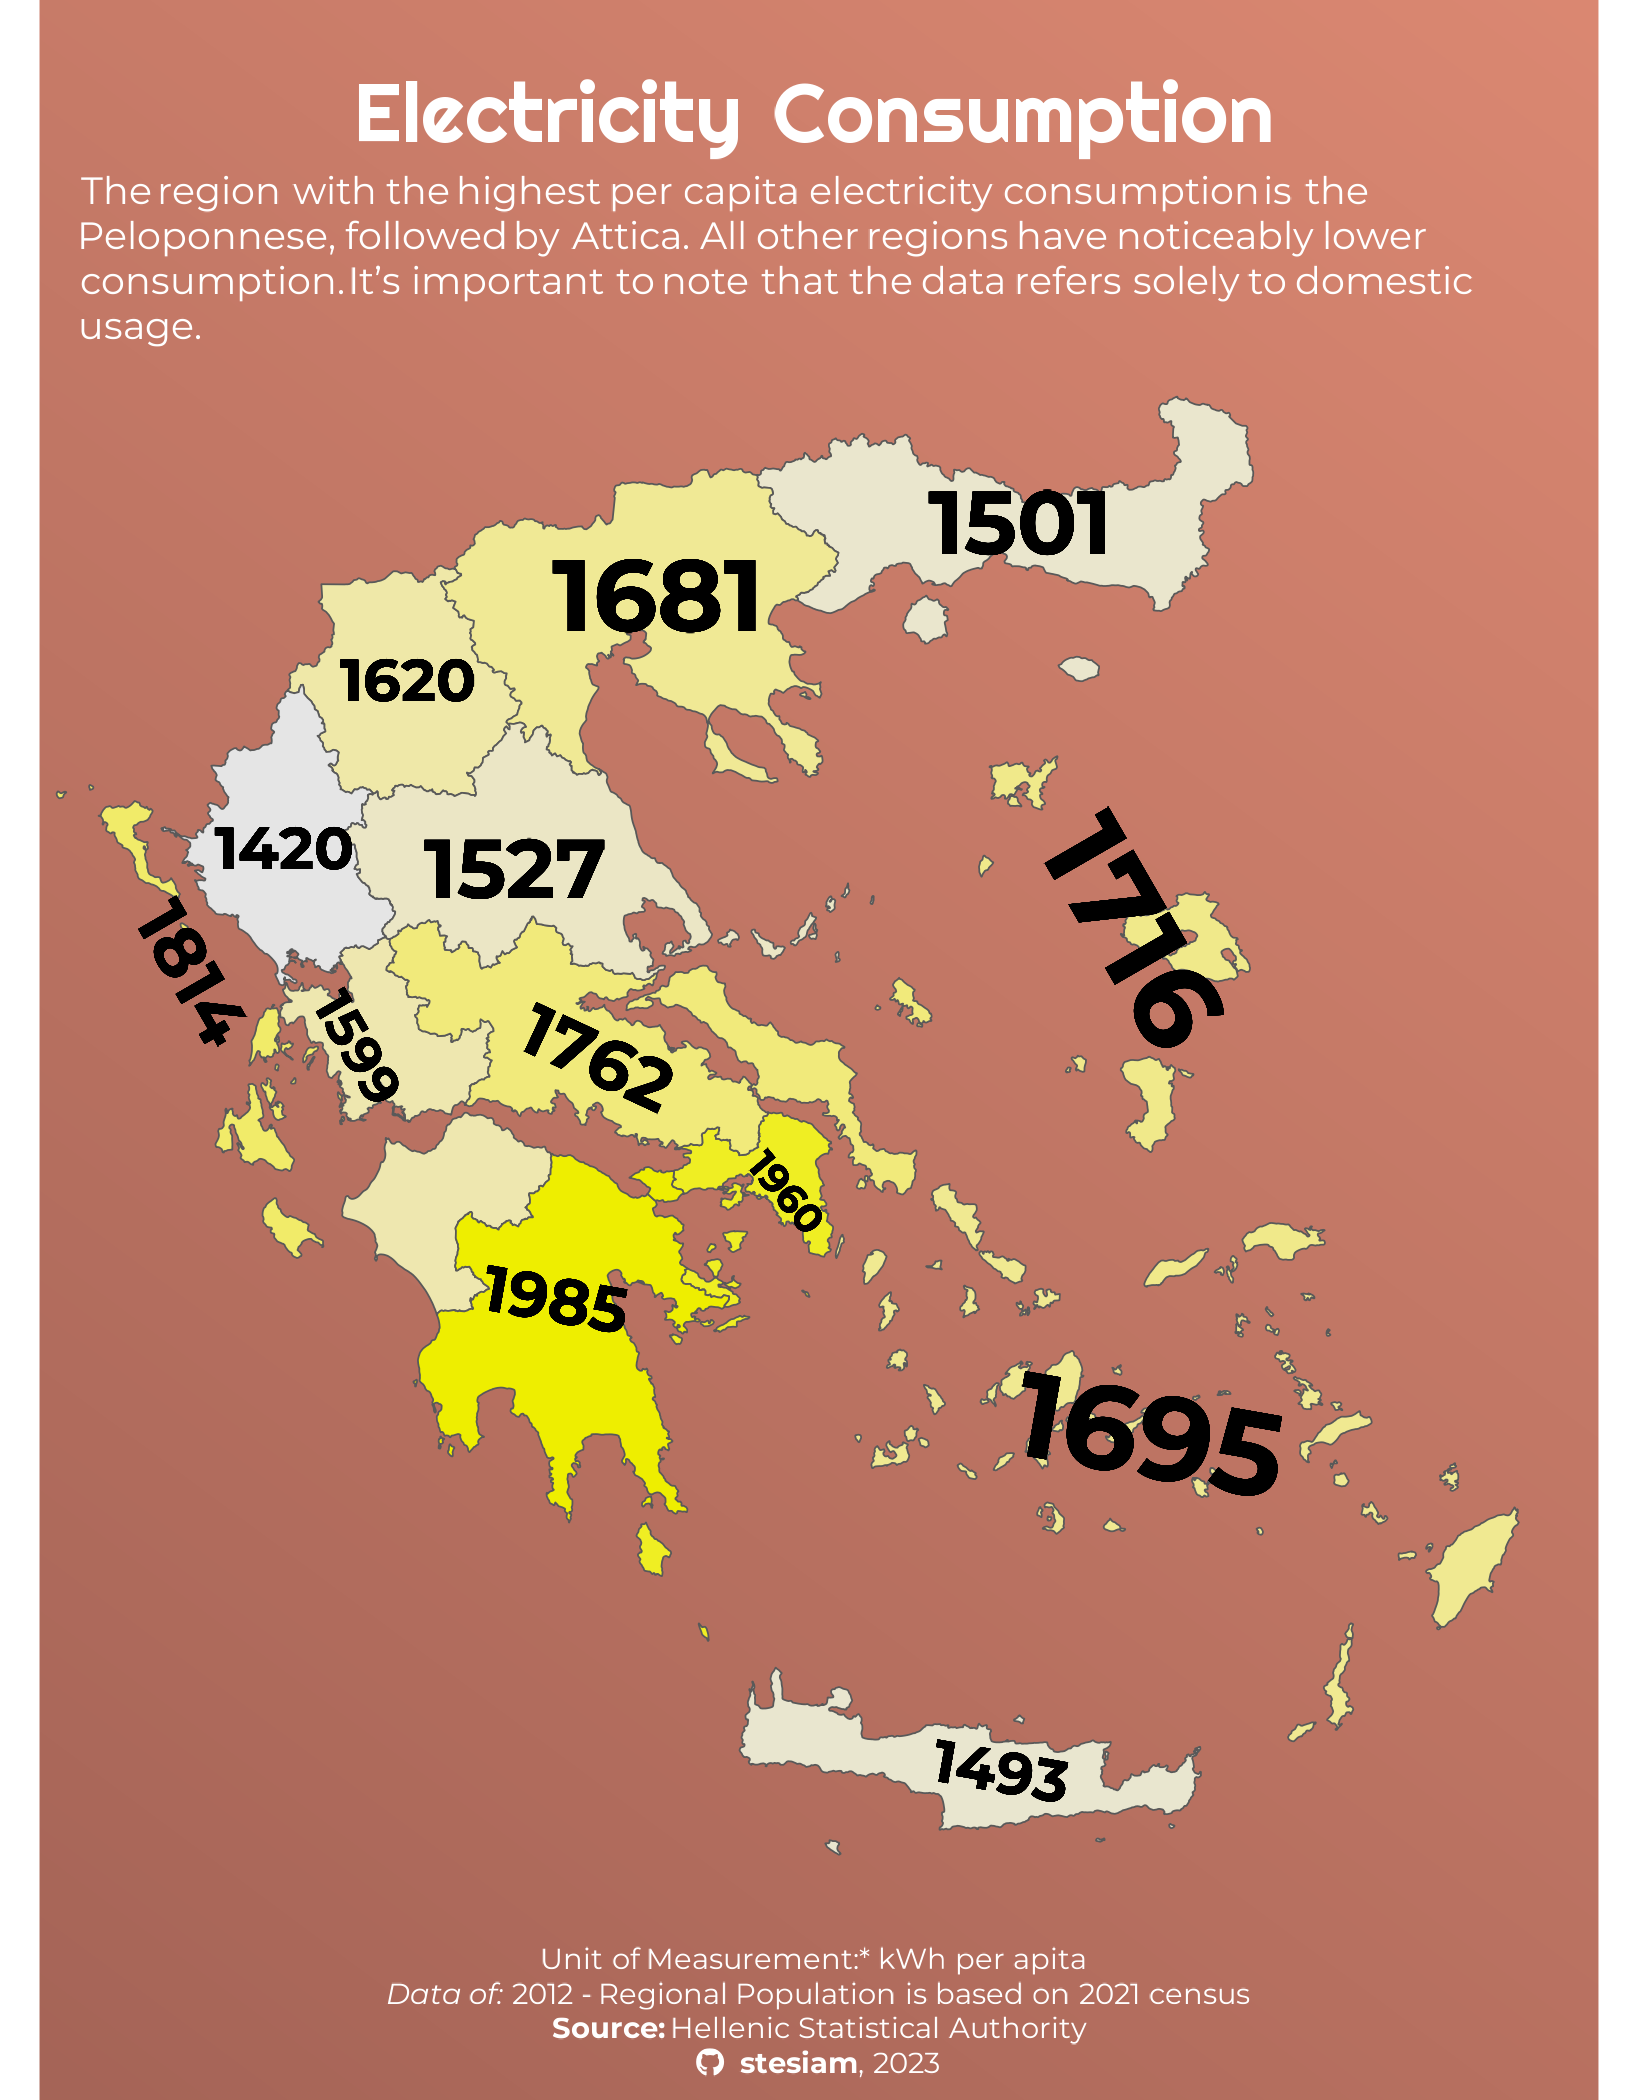 Electricity Consumption
The region with the highest per capita electricity consumption is the
Peloponnese, followed by Attica. All other regions have noticeably lower
consumption. It's important to note that the data refers solely to domestic
usage.
1501
1681
1620
1420
1527
1716
1814
1599
1762
1960
1985
1695
1493
Unit of Measurement:* kWh per apita
Data of: 2012 - Regional Population is based on 2021 census
Source: Hellenic Statistical Authority
stesiam, 2023